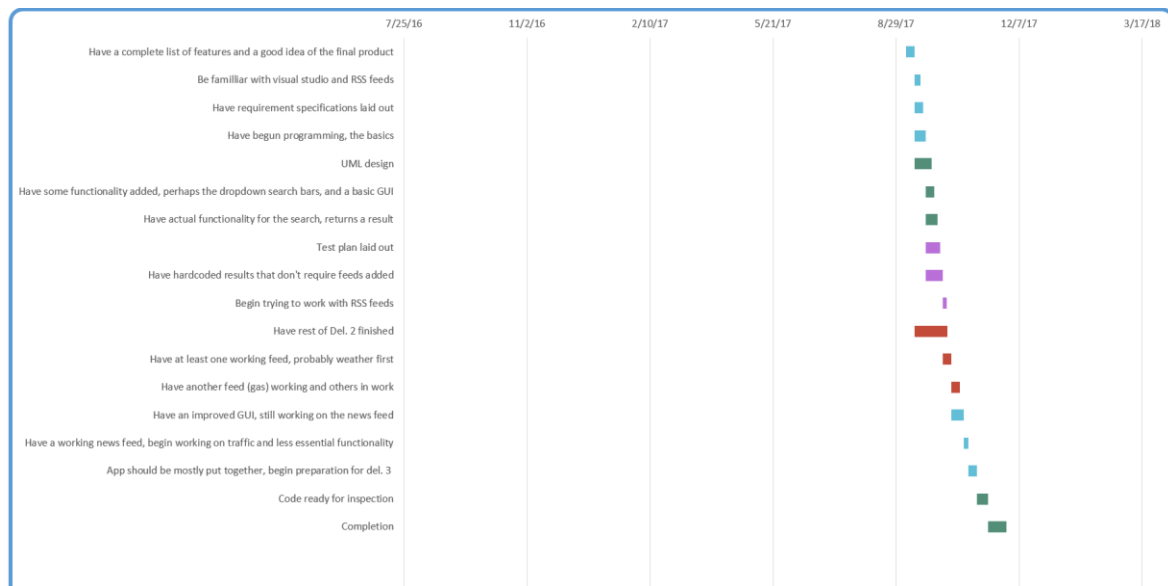 7/25/16 11/2/16 2/10/17 5/21/17 8/29/17 12/7/17 3/17/18
Have a complete list of features and a good idea of the final product
Be familliar with visual studio and RSS feeds
Have requirement specifications laid out
Have begun programming, the basics
UML design
Have some functionality added, perhaps the dropdown search bars, and a basic GUI
Have actual functionality for the search, returns a result
Test plan laid out
Have hardcoded results that don't require feeds added
Begin trying to work with RSS feeds
Have rest of Del. 2 finished
Have at least one working feed, probably weather first
Have another feed (gas) working and others in work
Have an improved GUI, still working on the news feed
Have a working news feed, begin working on traffic and less essential functionality
App should be mostly put together, begin preparation for del. 3
Code ready for inspection
Completion